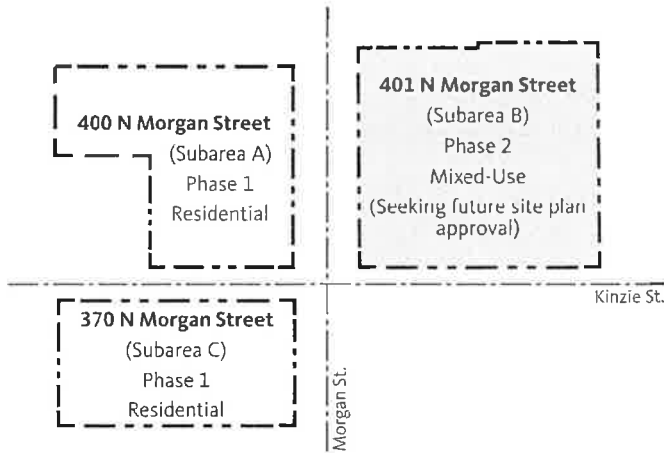 400 N Morgan Street
(Subarea A)
Phase 1
Residential
401 N Morgan Street
(Subarea B)
Phase 2
Mixed-Use
(Seeking future site plan
approval)
Kinzie St.
370 N Morgan Street
(Subarea C)
Phase 1
Residential
Morgan St.